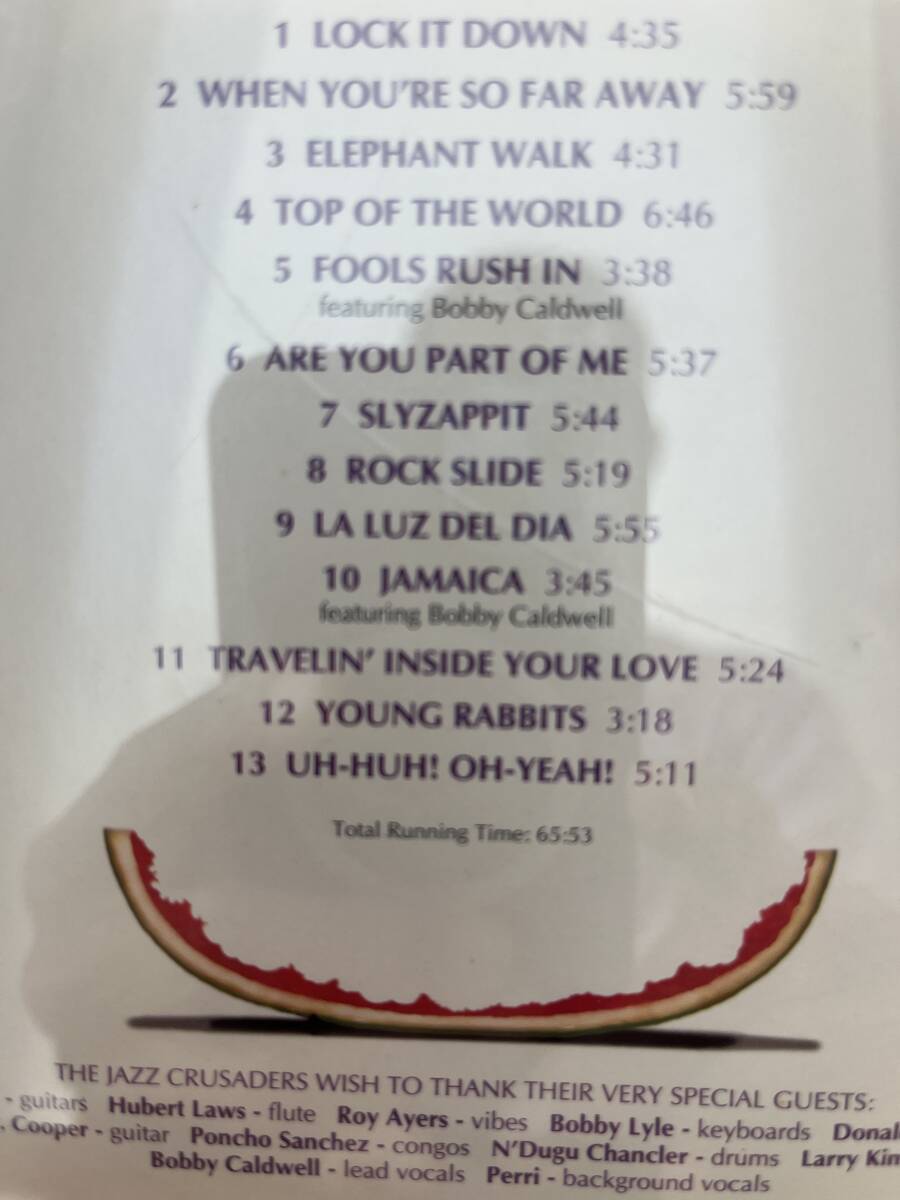 1 LOCK IT DOWN 4:35
2 WHEN YOU'RE SO FAR AWAY 5:59
3 ELEPHANT WALK 4:31
4 TOP OF THE WORLD 6:46
5 FOOLS RUSH IN 3:38
featuring Bobby Caldwell
6 ARE YOU PART OF ME 5:37
7 SLYZAPPIT 5:44
8 ROCK SLIDE 5:19
9 LA LUZ DEL DIA 5:55
10 JAMAICA 3:45
featuring Bobby Caldwell
11 TRAVELIN' INSIDE YOUR LOVE 5:24
12 YOUNG RABBITS 3:18
13 UH-HUH! OH-YEAH! 5:11
Total Running Time: 65:53
THE JAZZ CRUSADERS WISH TO THANK THEIR VERY SPECIAL GUESTS:
- guitars Hubert Laws - flute Roy Ayers - vibes Bobby Lyle - keyboards Donal
. Cooper - guitar Poncho Sanchez - congos N'Dugu Chancler - drums Larry Kim
Bobby Caldwell - lead vocals Perri - background vocals